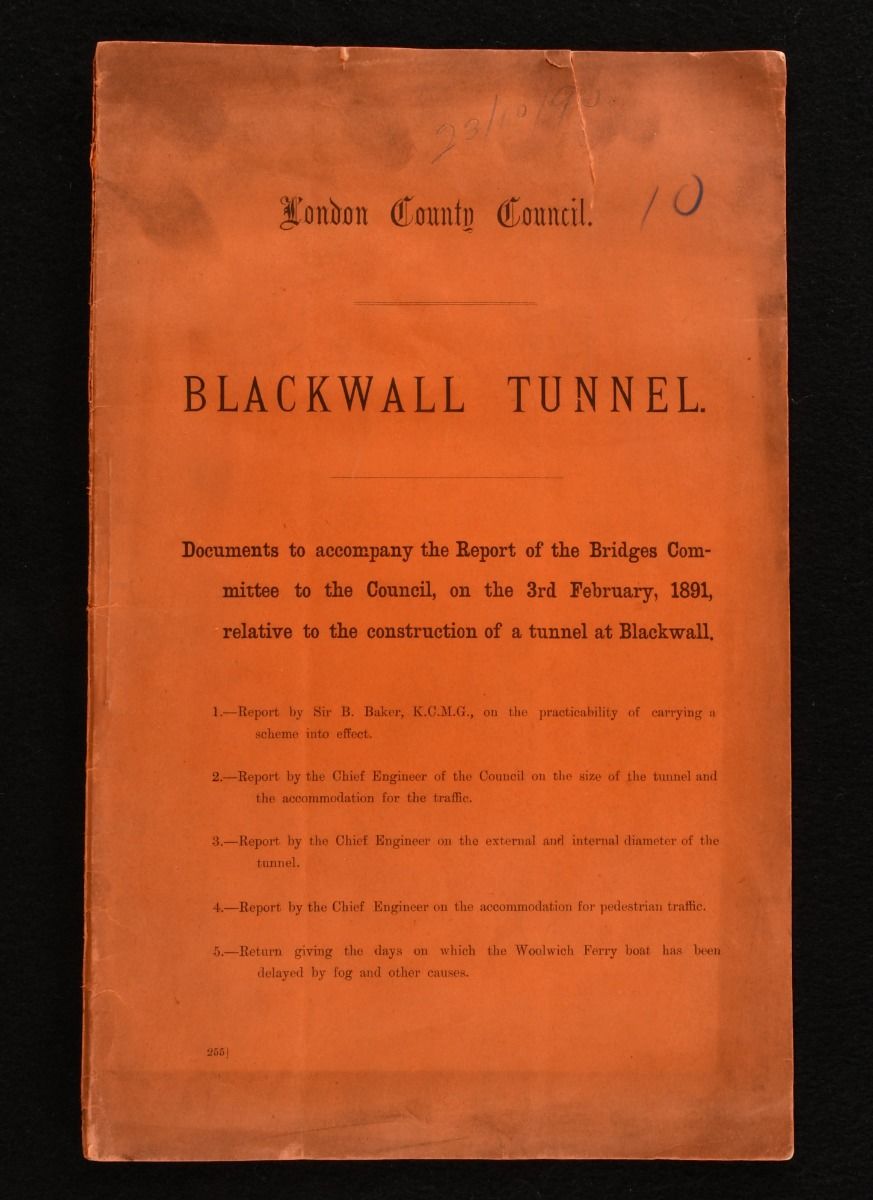 23/10/90.
10
London County Council.
BLACKWALL TUNNEL.
Documents to accompany the Report of the Bridges Com-
mittee to the Council, on the 3rd February, 1891,
relative to the construction of a tunnel at Blackwall.
1.—Report by Sir B. Baker, K.C.M.G., on the practicability of carrying a
scheme into effect.
2.—Report by the Chief Engineer of the Council on the size of the tunnel and
the accommodation for the traffic.
3.—Report by the Chief Engineer on the external and internal diameter of the
tunnel.
4.—Report by the Chief Engineer on the accommodation for pedestrian traffic.
5.—Return giving the days on which the Woolwich Ferry boat has been
delayed by fog and other causes.
255]